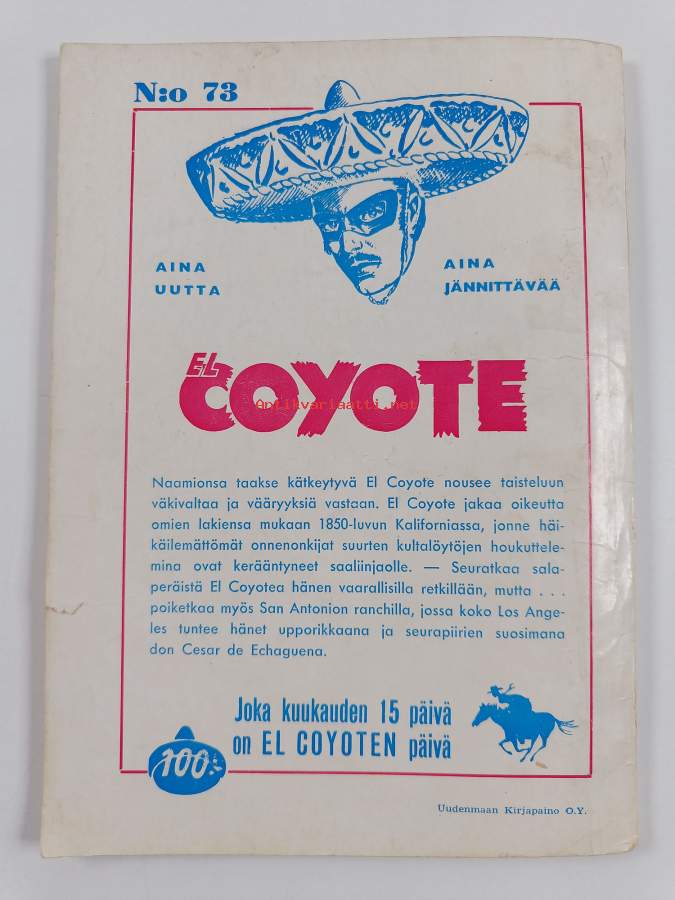 N:o 73
AINA
UUTTA
AINA
JÄNNITTÄVÄÄ
EL
COYOTE
Antikvariaatti.net
Naamionsa taakse kätkeytyvä El Coyote nousee taisteluun
väkivaltaa ja vääryyksiä vastaan. El Coyote jakaa oikeutta
omien lakiensa mukaan 1850-luvun Kaliforniassa, jonne häi-
käilemättömät onnenonkijat suurten kultalöytöjen houkuttele-
mina ovat kerääntyneet saaliinjaolle. — Seuratkaa sala-
peräistä El Coyotea hänen vaarallisilla retkillään, mutta . . .
poiketkaa myös San Antonion ranchilla, jossa koko Los Ange-
les tuntee hänet upporikkaana ja seurapiirien suosimana
don Cesar de Echaguena.
Joka kuukauden 15 päivä
on EL COYOTEN päivä
100:-
Uudenmaan Kirjapaino O.Y.